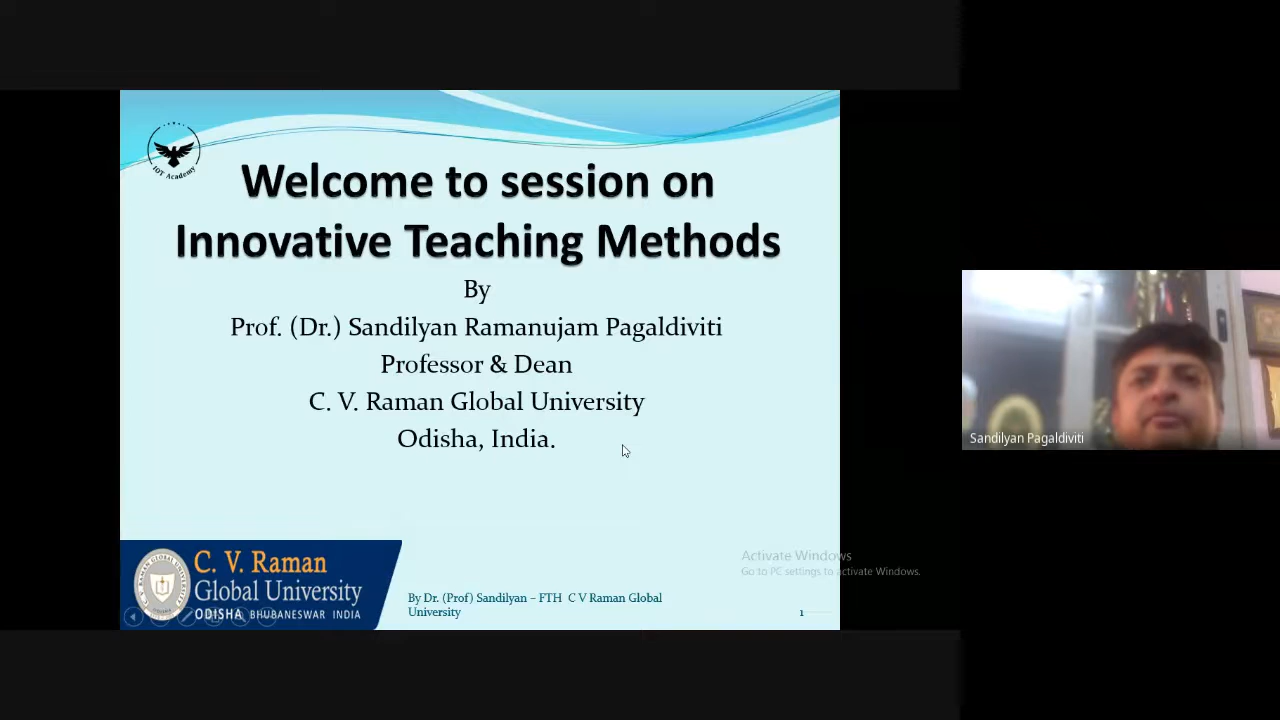 IOT Academy
Welcome to session on
Innovative Teaching Methods
By
Prof. (Dr.) Sandilyan Ramanujam Pagaldiviti
Professor & Dean
C. V. Raman Global University
Odisha, India.
C. V. Raman
Global University
ODISHA BHUBANESWAR INDIA
By Dr. (Prof) Sandilyan – FTH C V Raman Global
University
1
Activate Windows
Go to PC settings to activate Windows.
Sandilyan Pagaldiviti